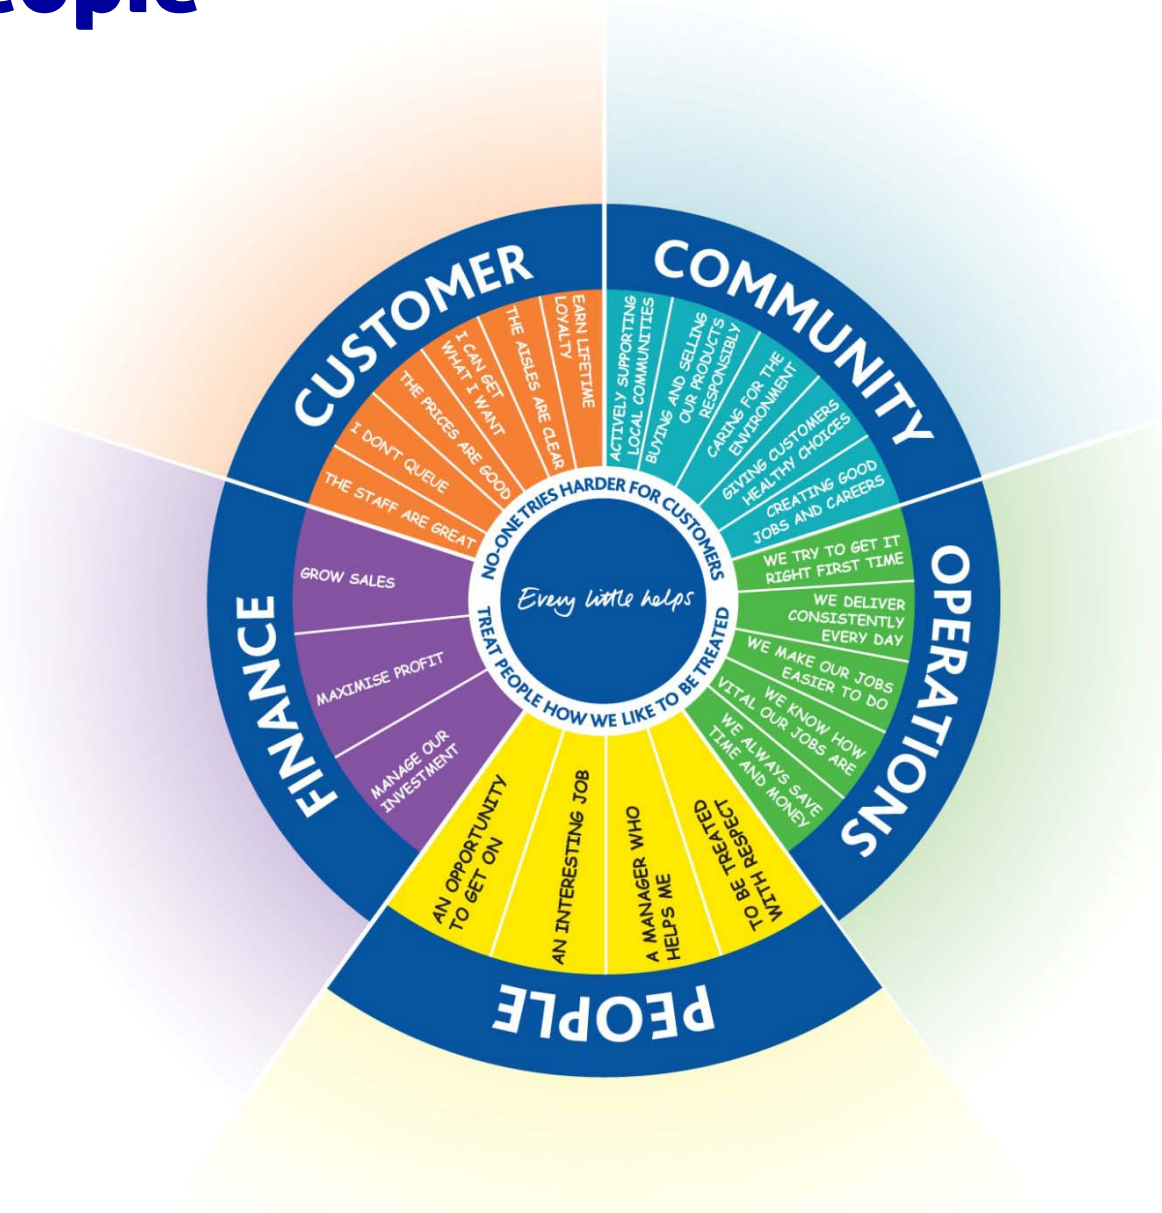 CUSTOMER
EARN LIFETIME
LOYALTY
THE AISLES ARE CLEAR
I CAN GET
WHAT I WANT
THE PRICES ARE GOOD
I DON'T QUEUE
THE STAFF ARE GREAT
COMMUNITY
ACTIVELY SUPPORTING
LOCAL COMMUNITIES
BUYING AND SELLING
OUR PRODUCTS
RESPONSIBLY
CARING FOR THE
ENVIRONMENT
GIVING CUSTOMERS
HEALTHY CHOICES
CREATING GOOD
JOBS AND CAREERS
OPERATIONS
WE TRY TO GET IT
RIGHT FIRST TIME
WE DELIVER
CONSISTENTLY
EVERY DAY
WE MAKE OUR JOBS
EASIER TO DO
WE KNOW HOW
VITAL OUR JOBS ARE
WE ALWAYS SAVE
TIME AND MONEY
PEOPLE
TO BE TREATED
WITH RESPECT
A MANAGER WHO
HELPS ME
AN INTERESTING JOB
AN OPPORTUNITY
TO GET ON
FINANCE
MANAGE OUR
INVESTMENT
MAXIMISE PROFIT
GROW SALES
NO-ONE TRIES HARDER FOR CUSTOMERS
TREAT PEOPLE HOW WE LIKE TO BE TREATED
Every little helps